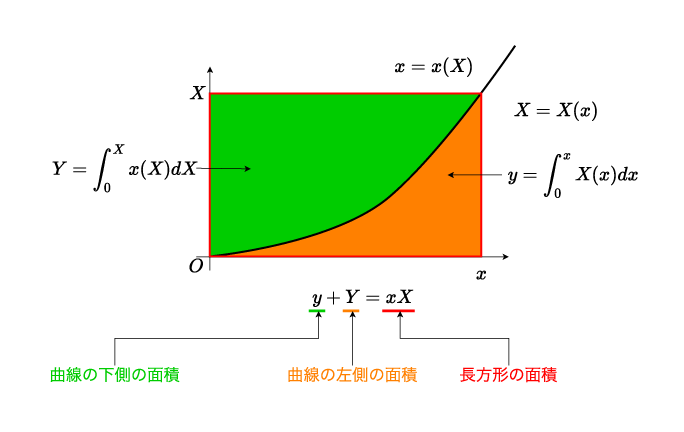 x = x(X)
X
X = X(x)
Y = ∫₀^X x(X)dX
y = ∫₀^x X(x)dx
O
x
y + Y = xX
曲線の下側の面積
曲線の左側の面積
長方形の面積